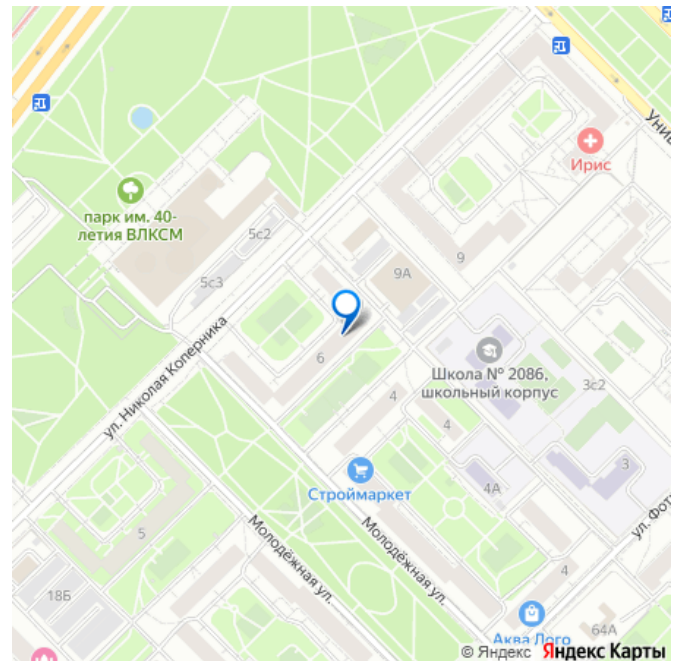 Ирис
парк им. 40-
летия ВЛКСМ
5с2
5с3
9
9А
ул. Николая Коперника
6
Школа № 2086,
школьный корпус
3с2
4
4
Строймаркет
4А
3
5
Молодёжная ул.
Молодёжная ул.
ул. Фот
4
18Б
Аква Лого
64А
© Яндекс Яндекс Карты